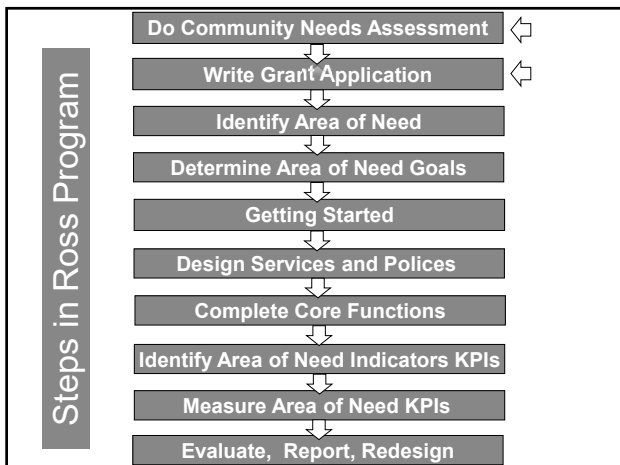 Steps in Ross Program
Do Community Needs Assessment
Write Grant Application
Identify Area of Need
Determine Area of Need Goals
Getting Started
Design Services and Polices
Complete Core Functions
Identify Area of Need Indicators KPIs
Measure Area of Need KPIs
Evaluate, Report, Redesign